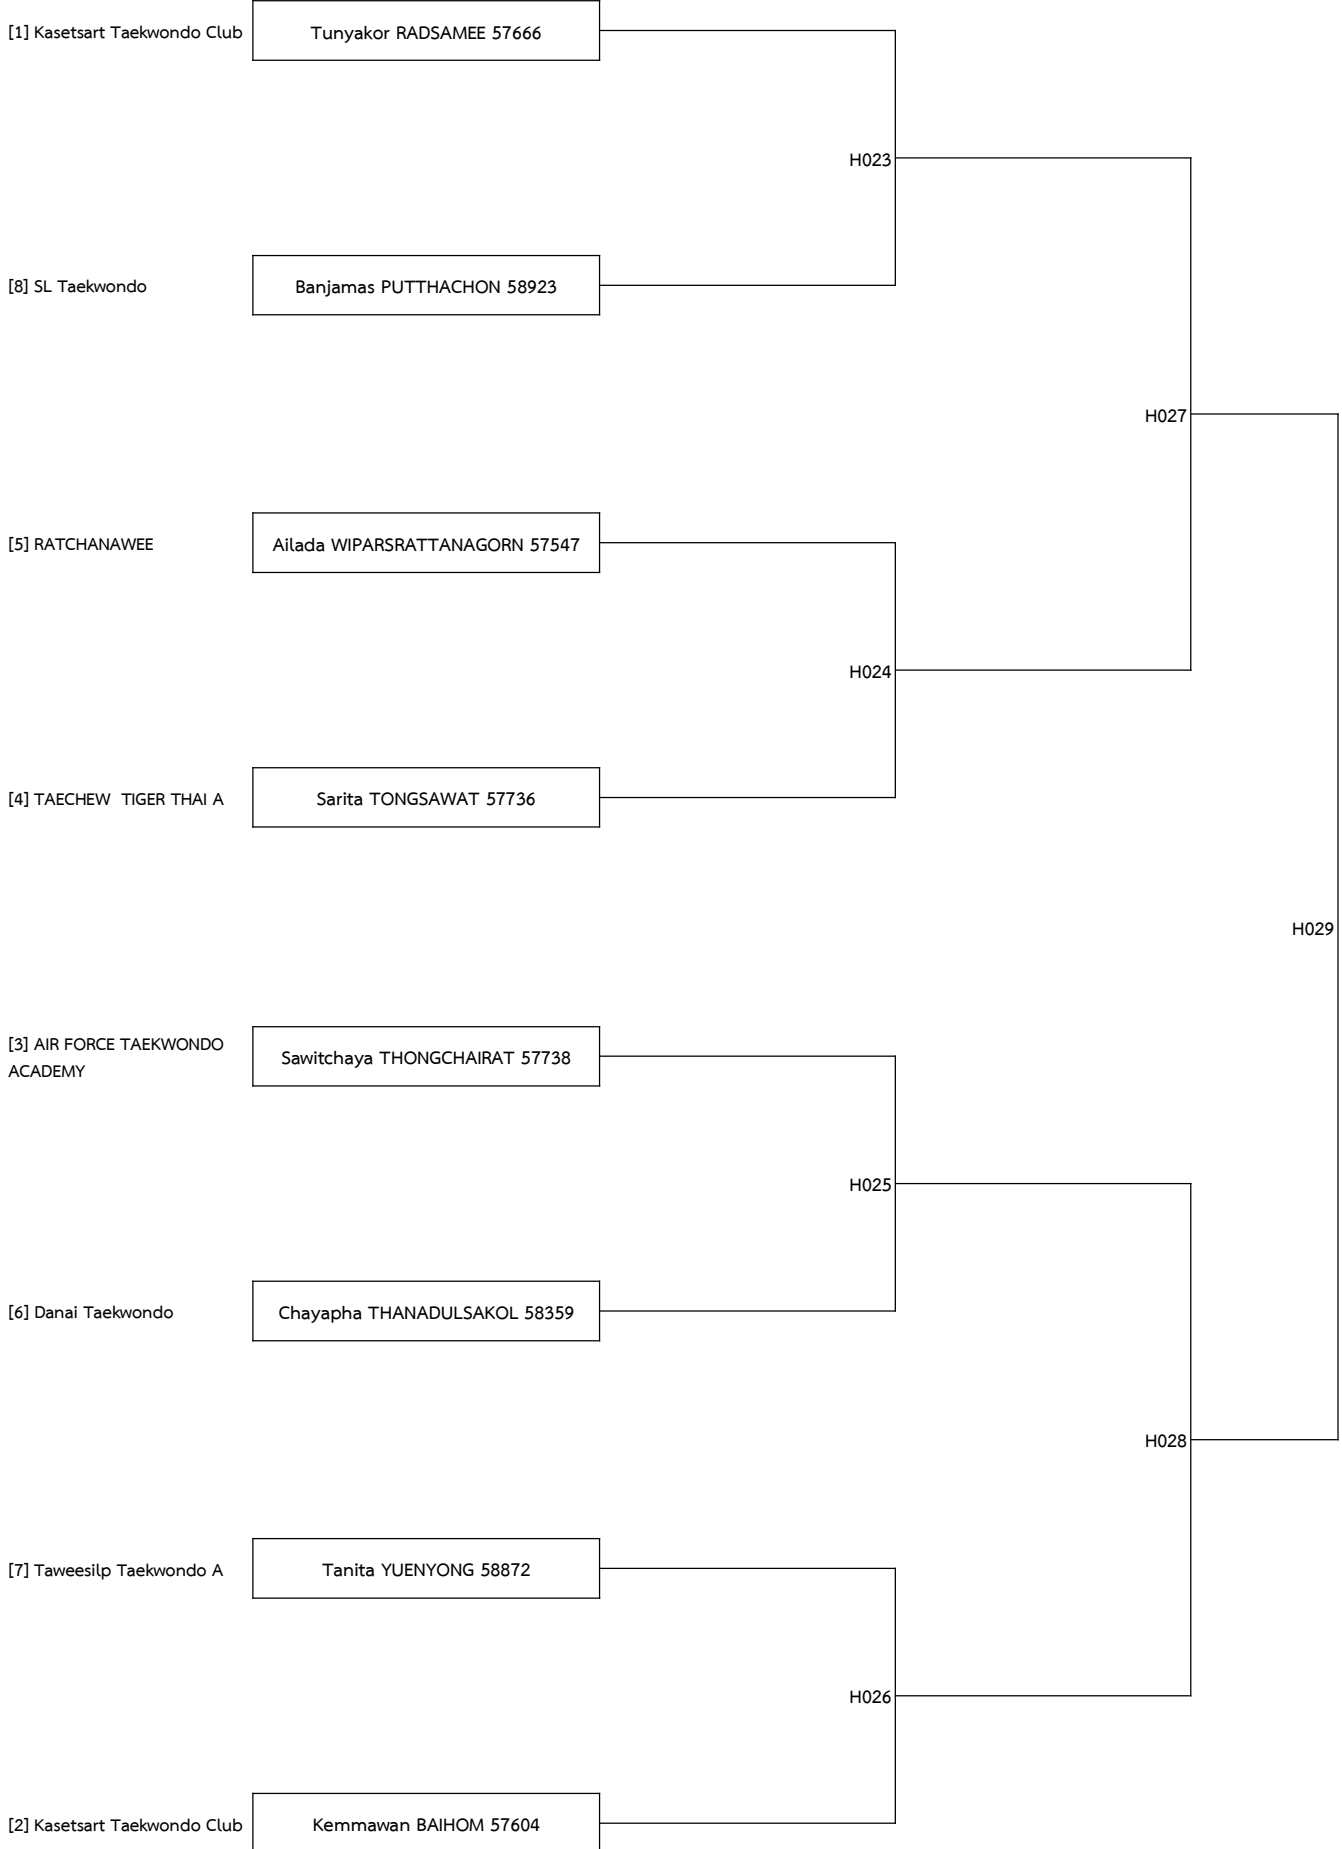 [1] Kasetsart Taekwondo Club
Tunyakor RADSAMEE 57666
H023
[8] SL Taekwondo
Banjamas PUTTHACHON 58923
H027
[5] RATCHANAWEE
Ailada WIPARSRATTANAGORN 57547
H024
[4] TAECHEW  TIGER THAI A
Sarita TONGSAWAT 57736
H029
[3] AIR FORCE TAEKWONDO
ACADEMY
Sawitchaya THONGCHAIRAT 57738
H025
[6] Danai Taekwondo
Chayapha THANADULSAKOL 58359
H028
[7] Taweesilp Taekwondo A
Tanita YUENYONG 58872
H026
[2] Kasetsart Taekwondo Club
Kemmawan BAIHOM 57604